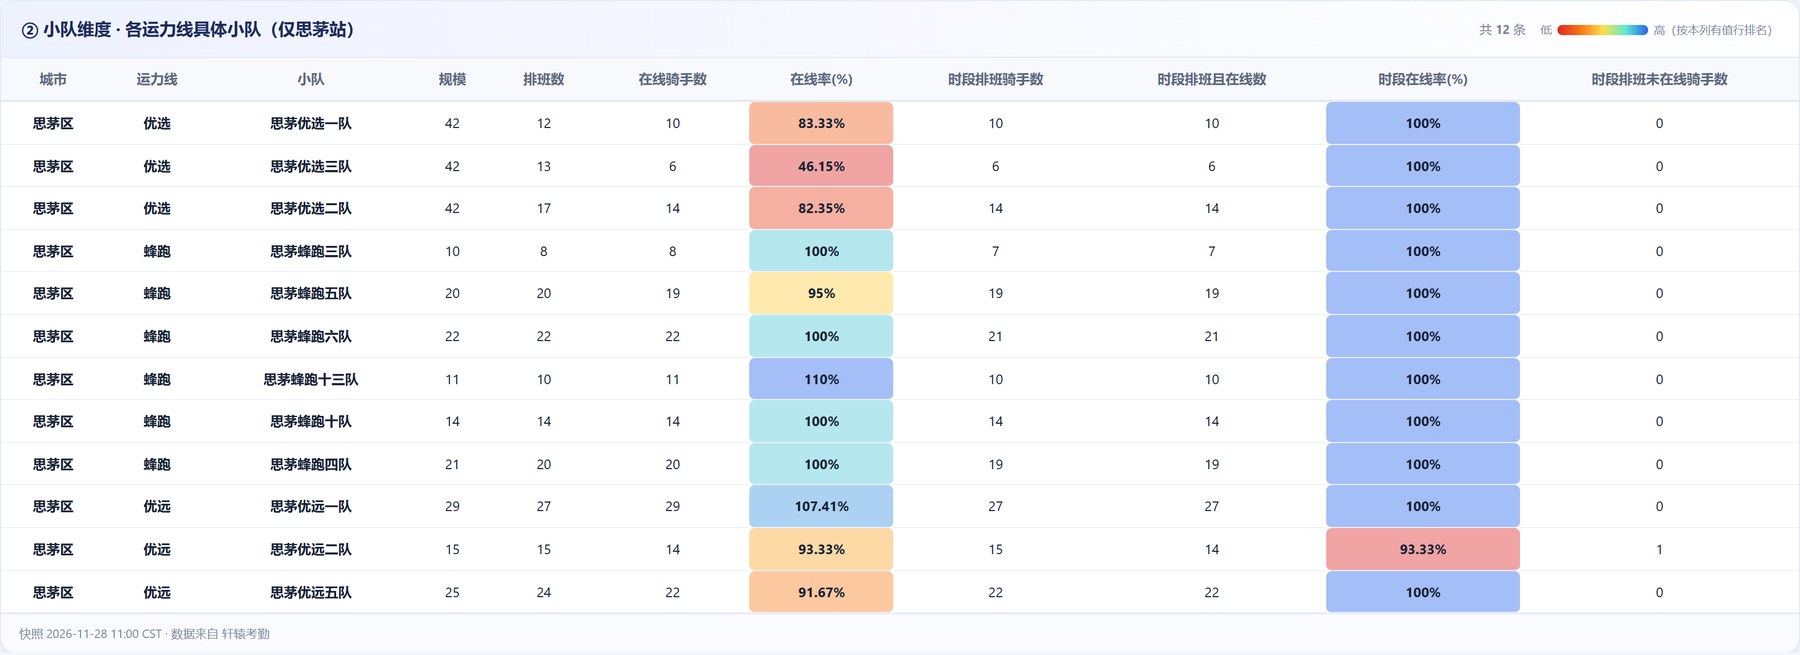 ② 小队维度 · 各运力线具体小队（仅思茅站）
共 12 条 低 高 (按本列有值行排名)
城市 运力线 小队 规模 排班数 在线骑手数 在线率(%) 时段排班骑手数 时段排班且在线数 时段在线率(%) 时段排班未在线骑手数
思茅区 优选 思茅优选一队 42 12 10 83.33% 10 10 100% 0
思茅区 优选 思茅优选三队 42 13 6 46.15% 6 6 100% 0
思茅区 优选 思茅优选二队 42 17 14 82.35% 14 14 100% 0
思茅区 蜂跑 思茅蜂跑三队 10 8 8 100% 7 7 100% 0
思茅区 蜂跑 思茅蜂跑五队 20 20 19 95% 19 19 100% 0
思茅区 蜂跑 思茅蜂跑六队 22 22 22 100% 21 21 100% 0
思茅区 蜂跑 思茅蜂跑十三队 11 10 11 110% 10 10 100% 0
思茅区 蜂跑 思茅蜂跑十队 14 14 14 100% 14 14 100% 0
思茅区 蜂跑 思茅蜂跑四队 21 20 20 100% 19 19 100% 0
思茅区 优远 思茅优远一队 29 27 29 107.41% 27 27 100% 0
思茅区 优远 思茅优远二队 15 15 14 93.33% 15 14 93.33% 1
思茅区 优远 思茅优远五队 25 24 22 91.67% 22 22 100% 0
快照 2026-11-28 11:00 CST · 数据来自 轩辕考勤